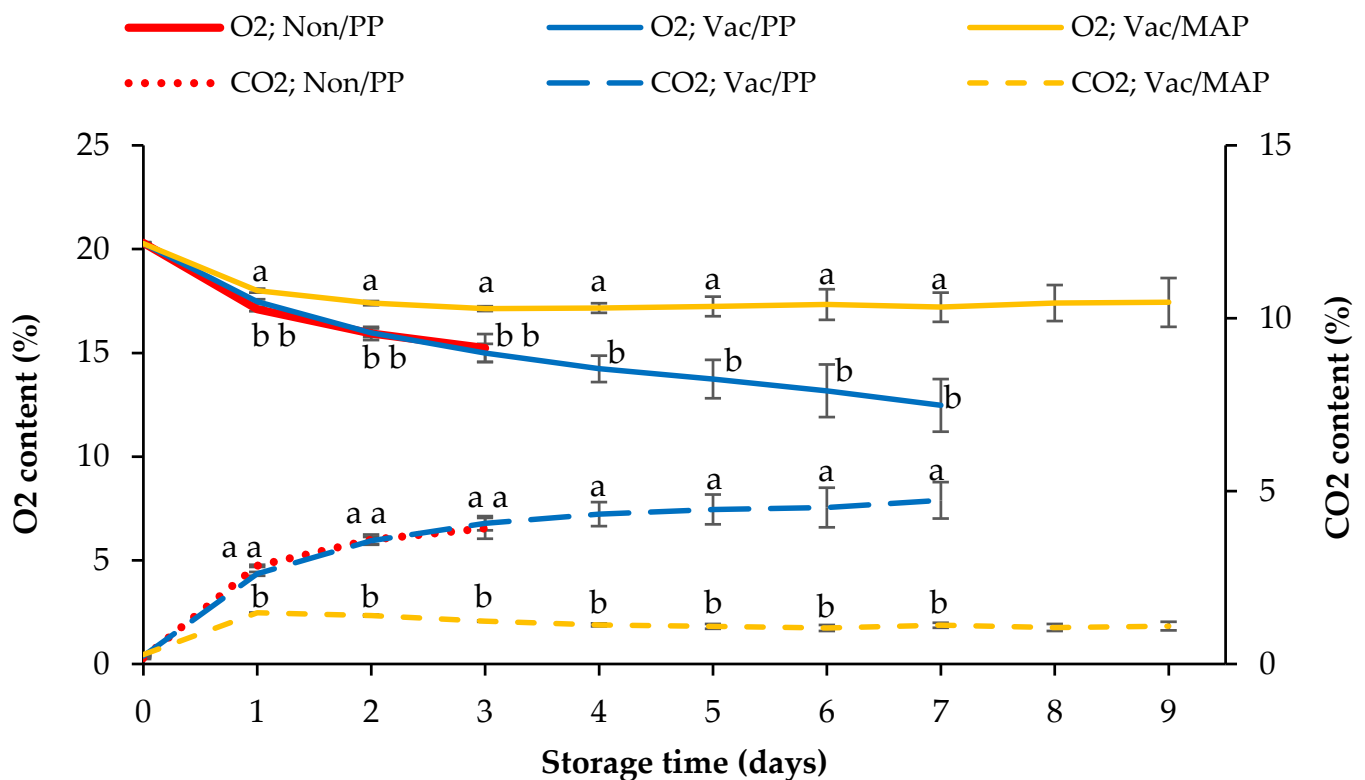 O2; Non/PP O2; Vac/PP O2; Vac/MAP
CO2; Non/PP CO2; Vac/PP CO2; Vac/MAP
25 15
20
a a a a a a a
15
b b b b b b b b b b
10 10
O2 content (%)
CO2 content (%)
a a a a a a a a a a
5 5
b b b b b b b
0 0
0 1 2 3 4 5 6 7 8 9
Storage time (days)